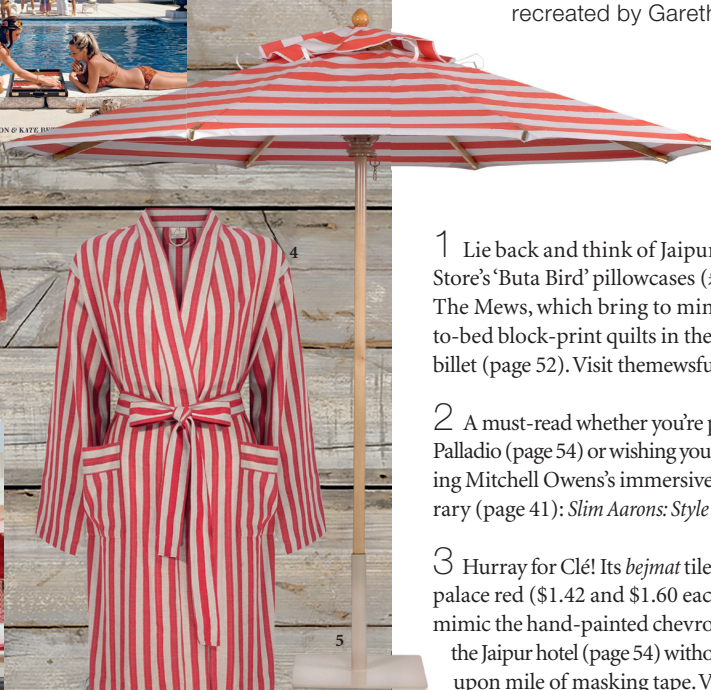 recreated by Gareth
ON & KATE
4
5
1 Lie back and think of Jaipur
Store's ‘Buta Bird’ pillowcases (
The Mews, which bring to min
to-bed block-print quilts in the
billet (page 52). Visit themewsfu
2 A must-read whether you're p
Palladio (page 54) or wishing you
ing Mitchell Owens's immersive
rary (page 41): Slim Aarons: Style
3 Hurray for Clé! Its bejmat tile
palace red ($1.42 and $1.60 eac
mimic the hand-painted chevro
the Jaipur hotel (page 54) witho
upon mile of masking tape. V